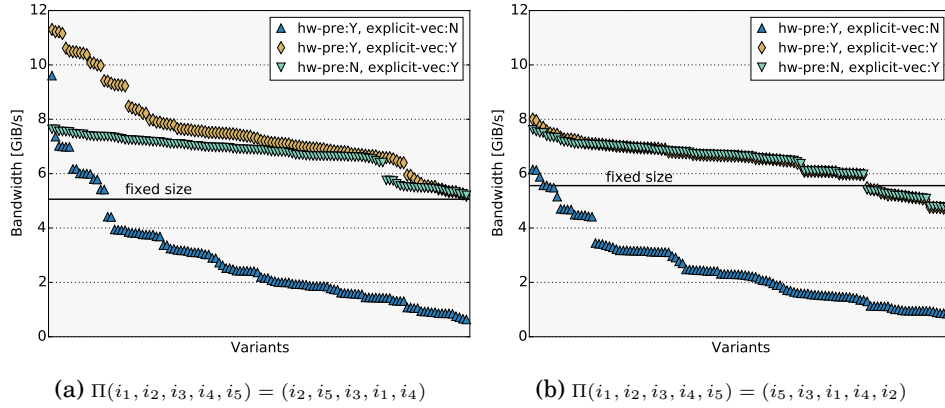 12
10
8
6
4
2
0
Bandwidth [GiB/s]
hw-pre:Y, explicit-vec:N
hw-pre:Y, explicit-vec:Y
hw-pre:N, explicit-vec:Y
fixed size
Variants
(a) Π(i₁, i₂, i₃, i₄, i₅) = (i₂, i₅, i₃, i₁, i₄)
12
10
8
6
4
2
0
Bandwidth [GiB/s]
hw-pre:Y, explicit-vec:N
hw-pre:Y, explicit-vec:Y
hw-pre:N, explicit-vec:Y
fixed size
Variants
(b) Π(i₁, i₂, i₃, i₄, i₅) = (i₅, i₃, i₁, i₄, i₂)